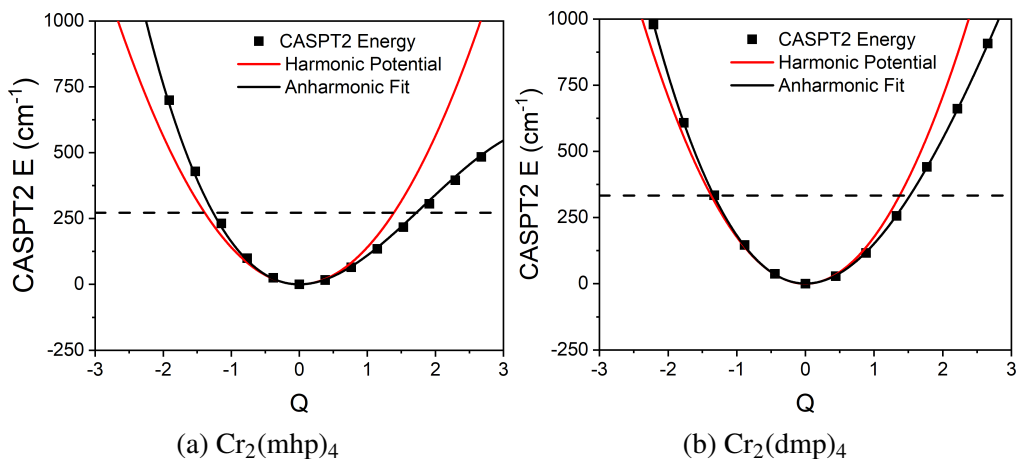 CASPT2 E (cm⁻¹)
1000
750
500
250
0
-250
CASPT2 Energy
Harmonic Potential
Anharmonic Fit
-3 -2 -1 0 1 2 3
Q
(a) Cr₂(mhp)₄
CASPT2 E (cm⁻¹)
1000
750
500
250
0
-250
CASPT2 Energy
Harmonic Potential
Anharmonic Fit
-3 -2 -1 0 1 2 3
Q
(b) Cr₂(dmp)₄